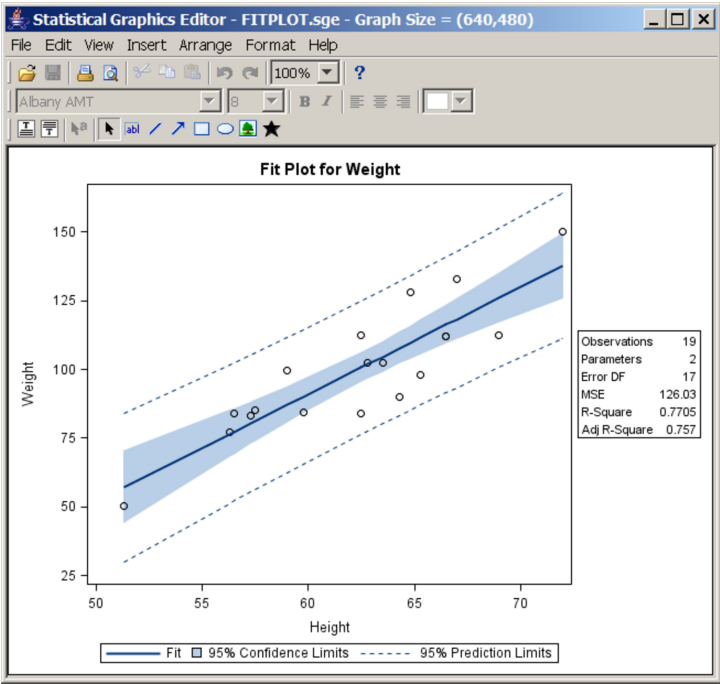 Statistical Graphics Editor - FITPLOT.sge - Graph Size = (640,480)
File Edit View Insert Arrange Format Help
100% ?
Albany AMT 8 B I
abl
Fit Plot for Weight
150
125
100
75
50
25
Weight
50 55 60 65 70
Height
Observations 19
Parameters 2
Error DF 17
MSE 126.03
R-Square 0.7705
Adj R-Square 0.757
Fit 95% Confidence Limits 95% Prediction Limits